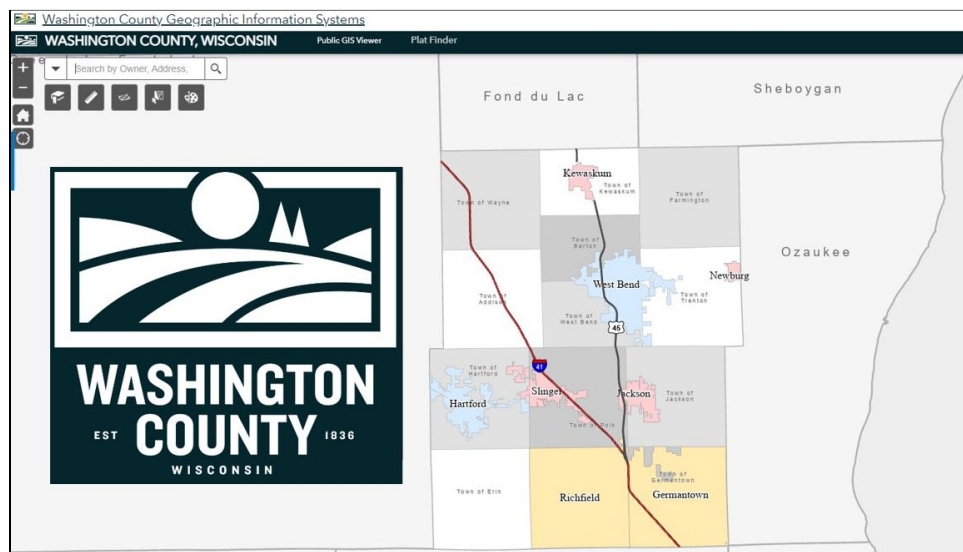 Washington County Geographic Information Systems
WASHINGTON COUNTY, WISCONSIN Public GIS Viewer Plat Finder
+
Search by Owner, Address,
−
Fond du Lac
Sheboygan
Kewaskum
Town of Kewaskum
Town of Wayne
Town of Farmington
Town of Barton
Ozaukee
Newburg
West Bend
Town of Addison
Town of Trenton
Town of West Bend
45
41
Town of Hartford
Slinger
Jackson
Town of Jackson
Hartford
Town of Polk
Town of Germantown
Town of Erin
Richfield
Germantown
WASHINGTON
EST COUNTY 1836
WISCONSIN